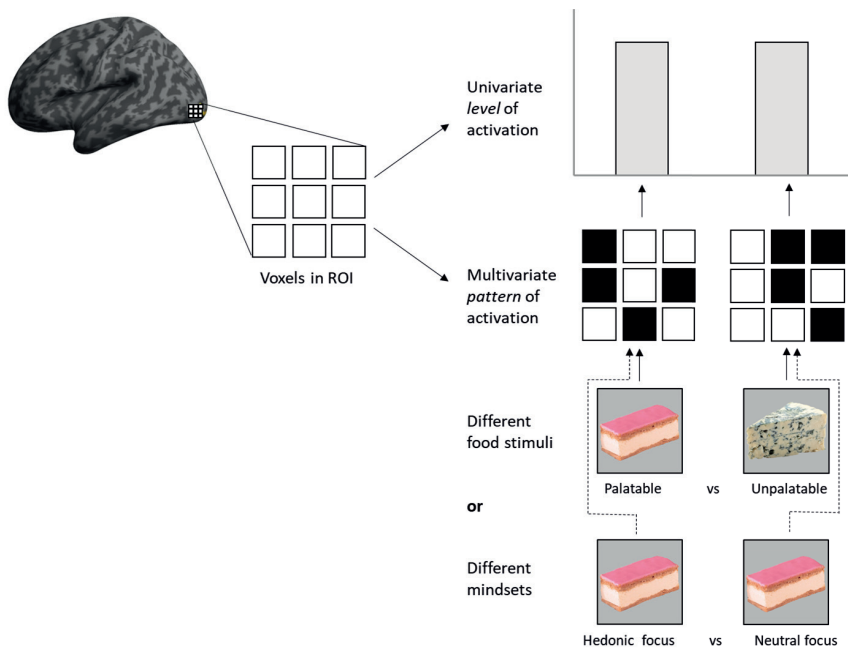 Univariate
level of
activation
Voxels in ROI
Multivariate
pattern of
activation
Different
food stimuli
Palatable vs Unpalatable
or
Different
mindsets
Hedonic focus vs Neutral focus